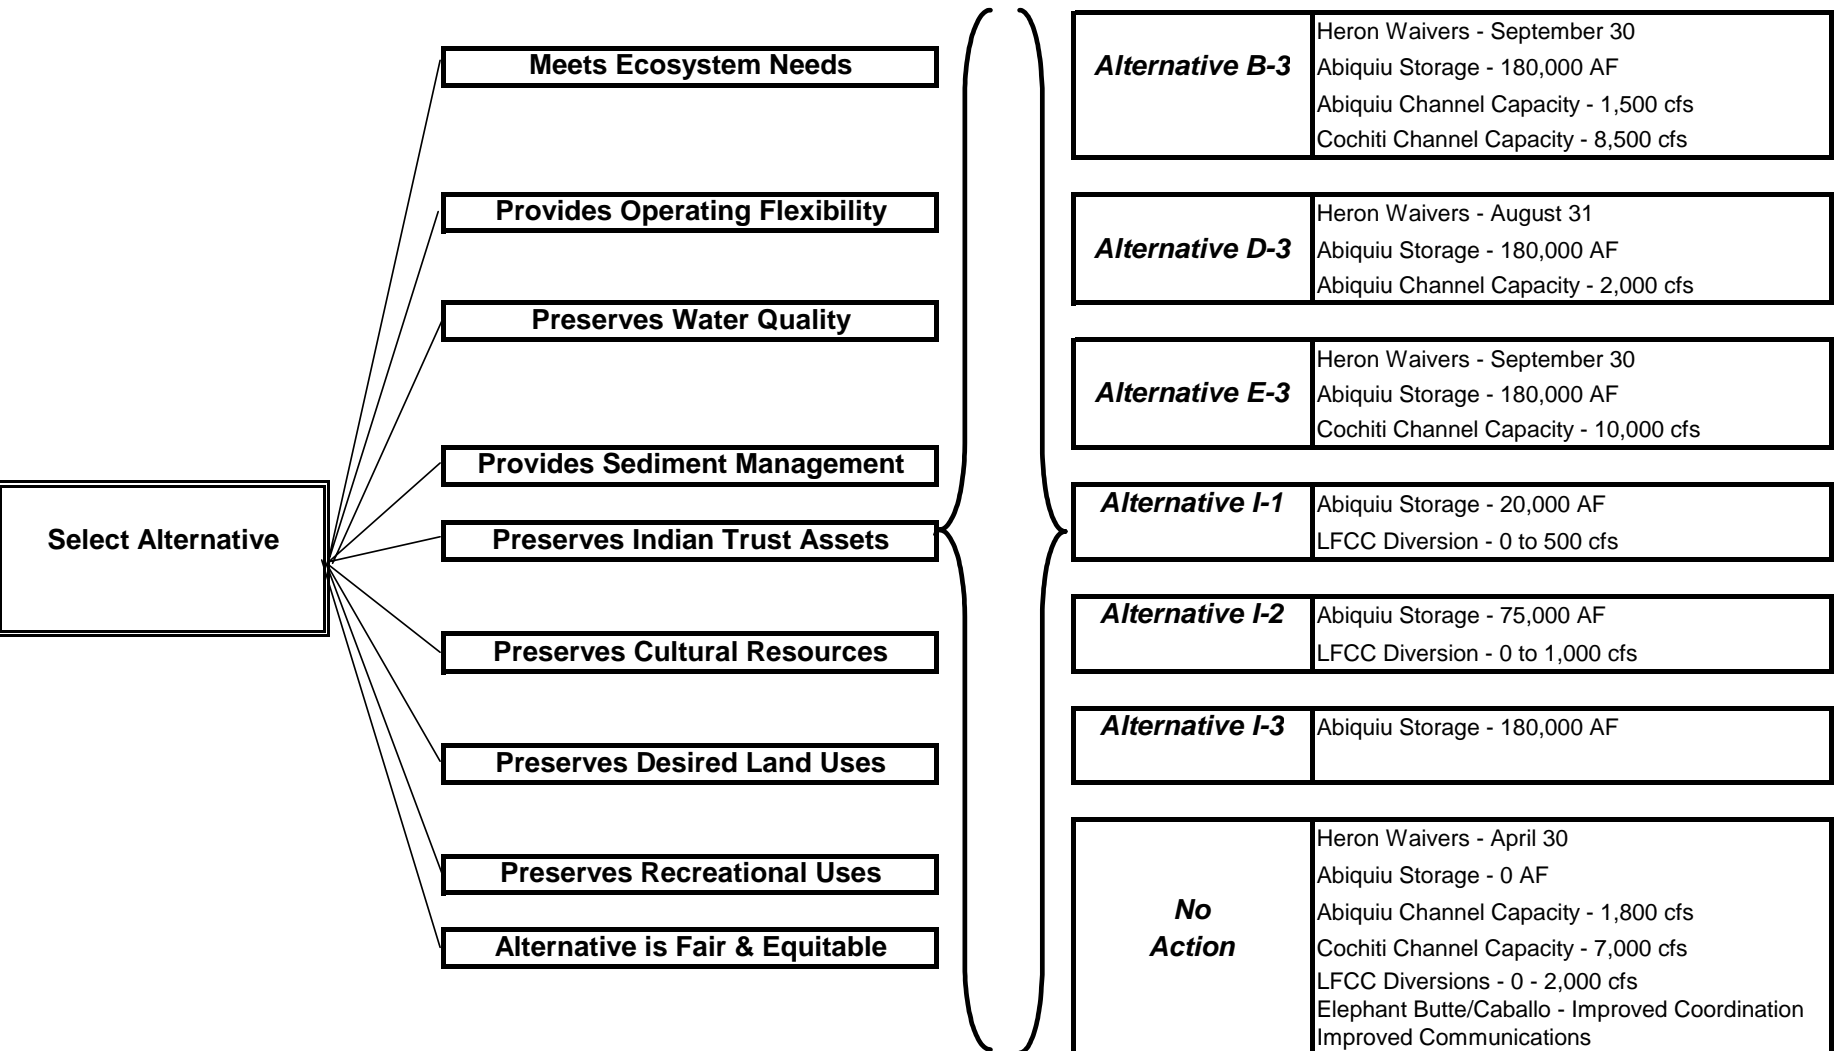 Select Alternative
Meets Ecosystem Needs
Provides Operating Flexibility
Preserves Water Quality
Provides Sediment Management
Preserves Indian Trust Assets
Preserves Cultural Resources
Preserves Desired Land Uses
Preserves Recreational Uses
Alternative is Fair & Equitable
Alternative B-3
Heron Waivers - September 30
Abiquiu Storage - 180,000 AF
Abiquiu Channel Capacity - 1,500 cfs
Cochiti Channel Capacity - 8,500 cfs
Alternative D-3
Heron Waivers - August 31
Abiquiu Storage - 180,000 AF
Abiquiu Channel Capacity - 2,000 cfs
Alternative E-3
Heron Waivers - September 30
Abiquiu Storage - 180,000 AF
Cochiti Channel Capacity - 10,000 cfs
Alternative I-1
Abiquiu Storage - 20,000 AF
LFCC Diversion - 0 to 500 cfs
Alternative I-2
Abiquiu Storage - 75,000 AF
LFCC Diversion - 0 to 1,000 cfs
Alternative I-3
Abiquiu Storage - 180,000 AF
No
Action
Heron Waivers - April 30
Abiquiu Storage - 0 AF
Abiquiu Channel Capacity - 1,800 cfs
Cochiti Channel Capacity - 7,000 cfs
LFCC Diversions - 0 - 2,000 cfs
Elephant Butte/Caballo - Improved Coordination
Improved Communications